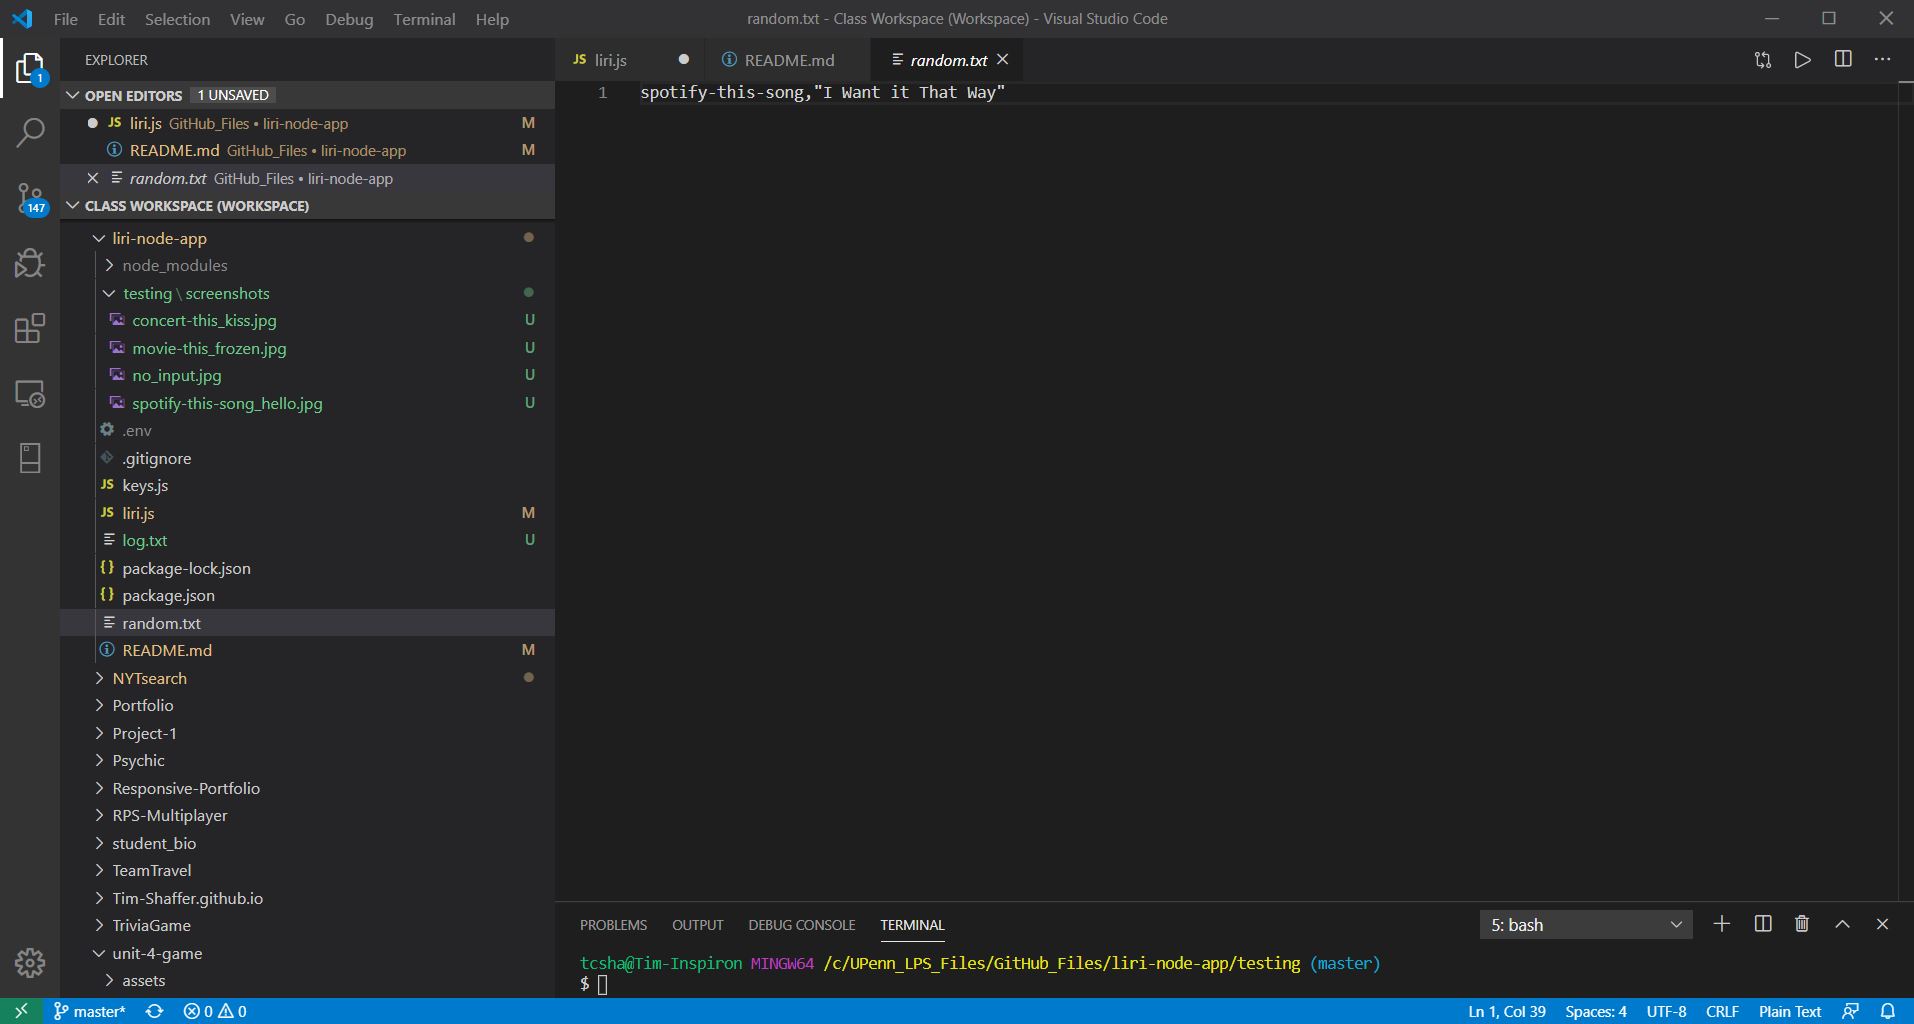 File Edit Selection View Go Debug Terminal Help
random.txt - Class Workspace (Workspace) - Visual Studio Code
EXPLORER
1
OPEN EDITORS 1 UNSAVED
JS liri.js GitHub_Files • liri-node-app M
README.md GitHub_Files • liri-node-app M
random.txt GitHub_Files • liri-node-app
147
CLASS WORKSPACE (WORKSPACE)
liri-node-app
node_modules
testing \ screenshots
concert-this_kiss.jpg U
movie-this_frozen.jpg U
no_input.jpg U
spotify-this-song_hello.jpg U
.env
.gitignore
JS keys.js
JS liri.js M
log.txt U
{} package-lock.json
{} package.json
random.txt
README.md M
NYTsearch
Portfolio
Project-1
Psychic
Responsive-Portfolio
RPS-Multiplayer
student_bio
TeamTravel
Tim-Shaffer.github.io
TriviaGame
unit-4-game
assets
JS liri.js README.md random.txt
1 spotify-this-song,"I Want it That Way"
PROBLEMS OUTPUT DEBUG CONSOLE TERMINAL 5: bash
tcsha@Tim-Inspiron MINGW64 /c/UPenn_LPS_Files/GitHub_Files/liri-node-app/testing (master)
$
master* 0 0 Ln 1, Col 39 Spaces: 4 UTF-8 CRLF Plain Text